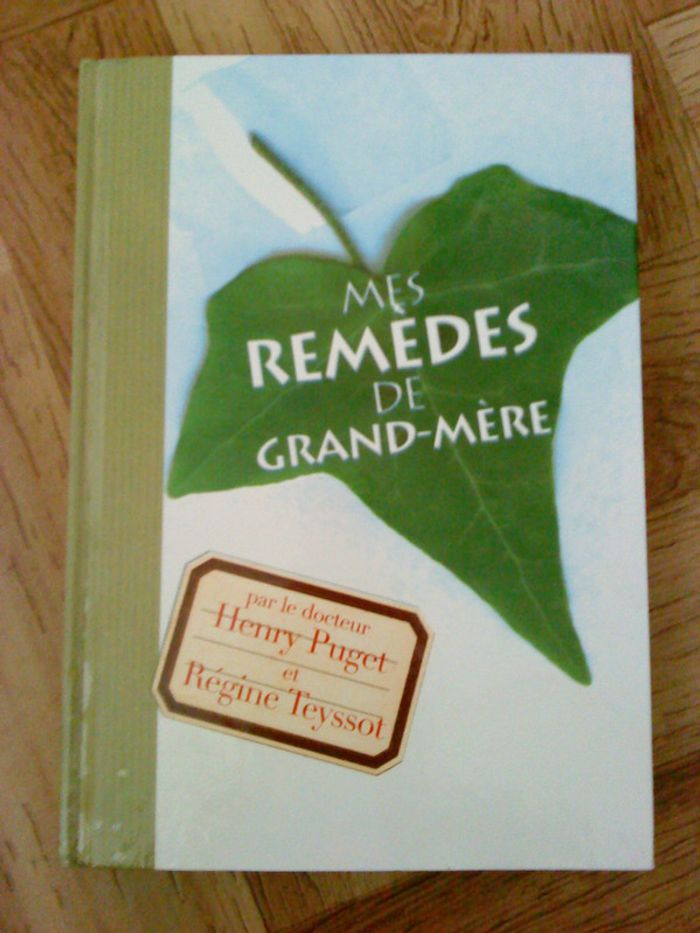 MES
REMÈDES
DE
GRAND-MÈRE
par le docteur
Henry Puget
et
Régine Teyssot